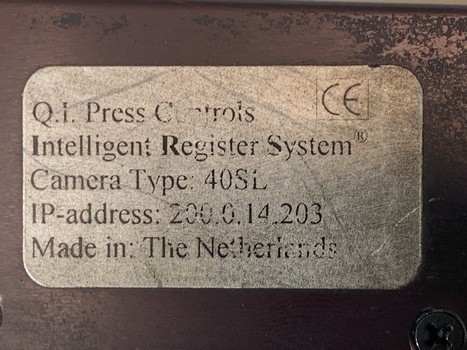 Q.I. Press Controls
CE
Intelligent Register System®
Camera Type: 40SL
IP-address: 200.0.14.203
Made in: The Netherlands